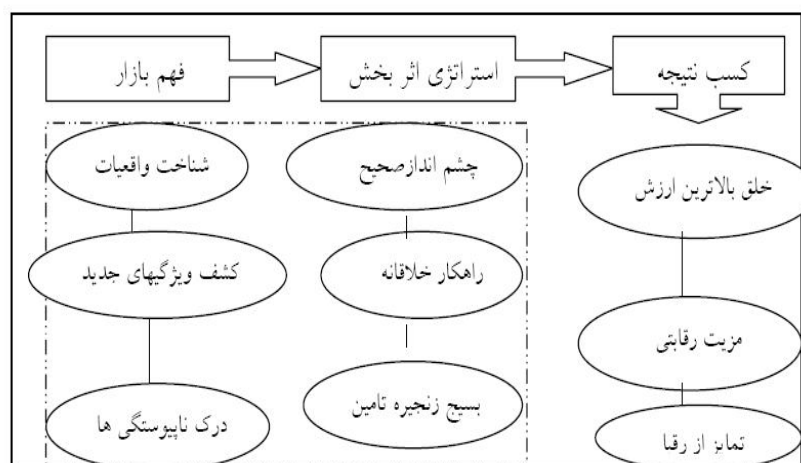 فهم بازار
استراتژی اثر بخش
کسب نتیجه
شناخت واقعیات
کشف ویژگیهای جدید
درک ناپیوستگی ها
چشم اندازصحیح
راهکار خلاقانه
بسیج زنجیره تامین
خلق بالاترین ارزش
مزیت رقابتی
تمایز از رقبا